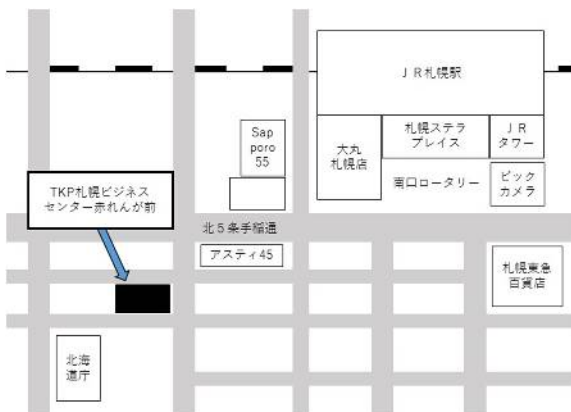 JR札幌駅
Sap
poro
55
大丸
札幌店
札幌ステラ
プレイス
JR
タワー
TKP札幌ビジネス
センター赤れんが前
南口ロータリー
ビック
カメラ
北5条手稲通
アスティ45
札幌東急
百貨店
北海
道庁